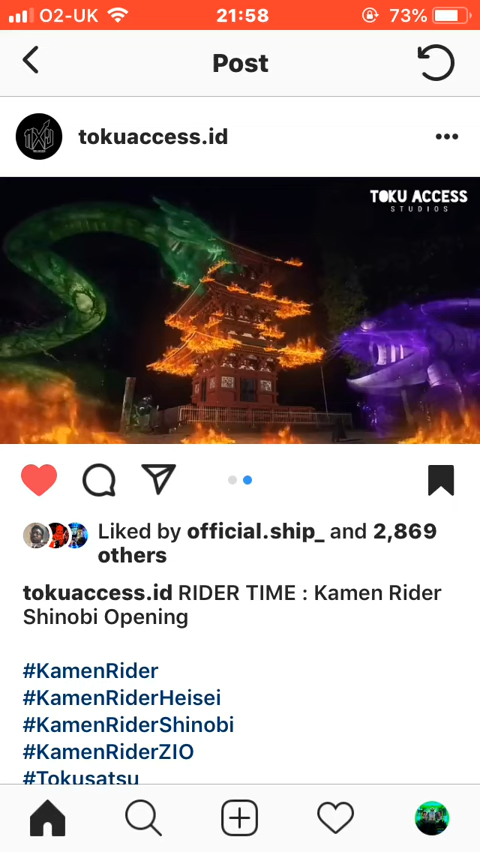 O2-UK 21:58 73%
Post
tokuaccess.id
TOKU ACCESS
STUDIOS
Liked by official.ship_ and 2,869
others
tokuaccess.id RIDER TIME : Kamen Rider
Shinobi Opening
#KamenRider
#KamenRiderHeisei
#KamenRiderShinobi
#KamenRiderZIO
#Tokusatsu